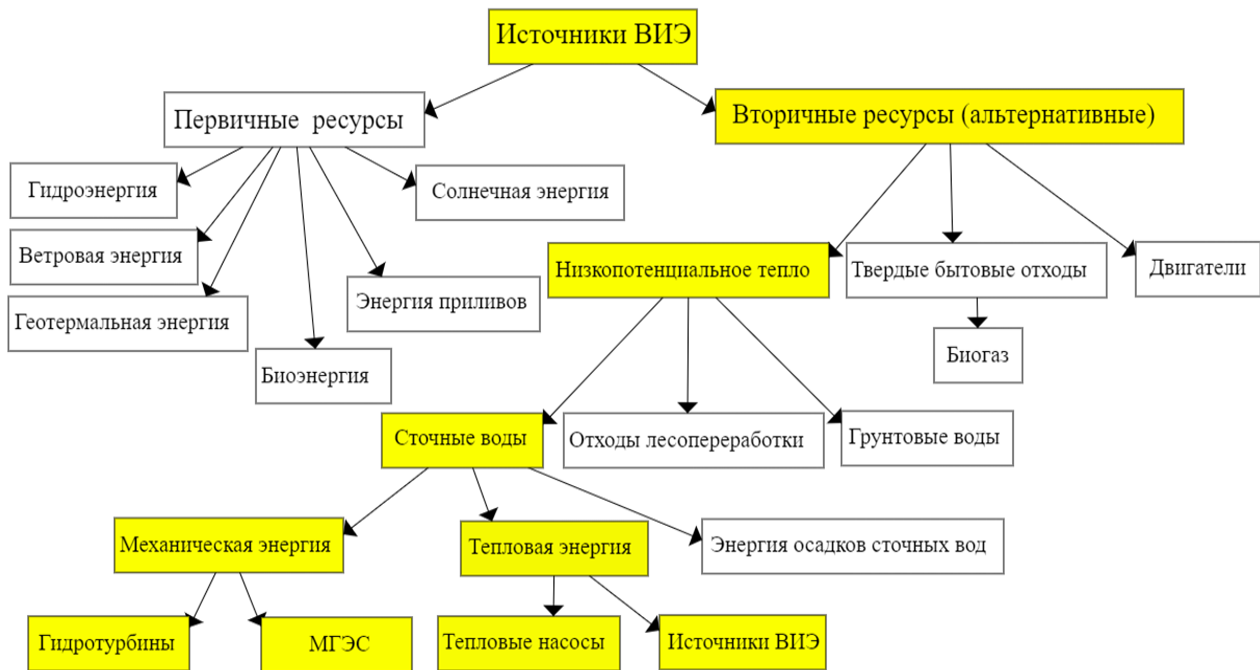 Источники ВИЭ
Первичные ресурсы
Вторичные ресурсы (альтернативные)
Гидроэнергия
Солнечная энергия
Ветровая энергия
Низкопотенциальное тепло
Твердые бытовые отходы
Двигатели
Энергия приливов
Геотермальная энергия
Биоэнергия
Биогаз
Сточные воды
Отходы лесопереработки
Грунтовые воды
Механическая энергия
Тепловая энергия
Энергия осадков сточных вод
Гидротурбины
МГЭС
Тепловые насосы
Источники ВИЭ